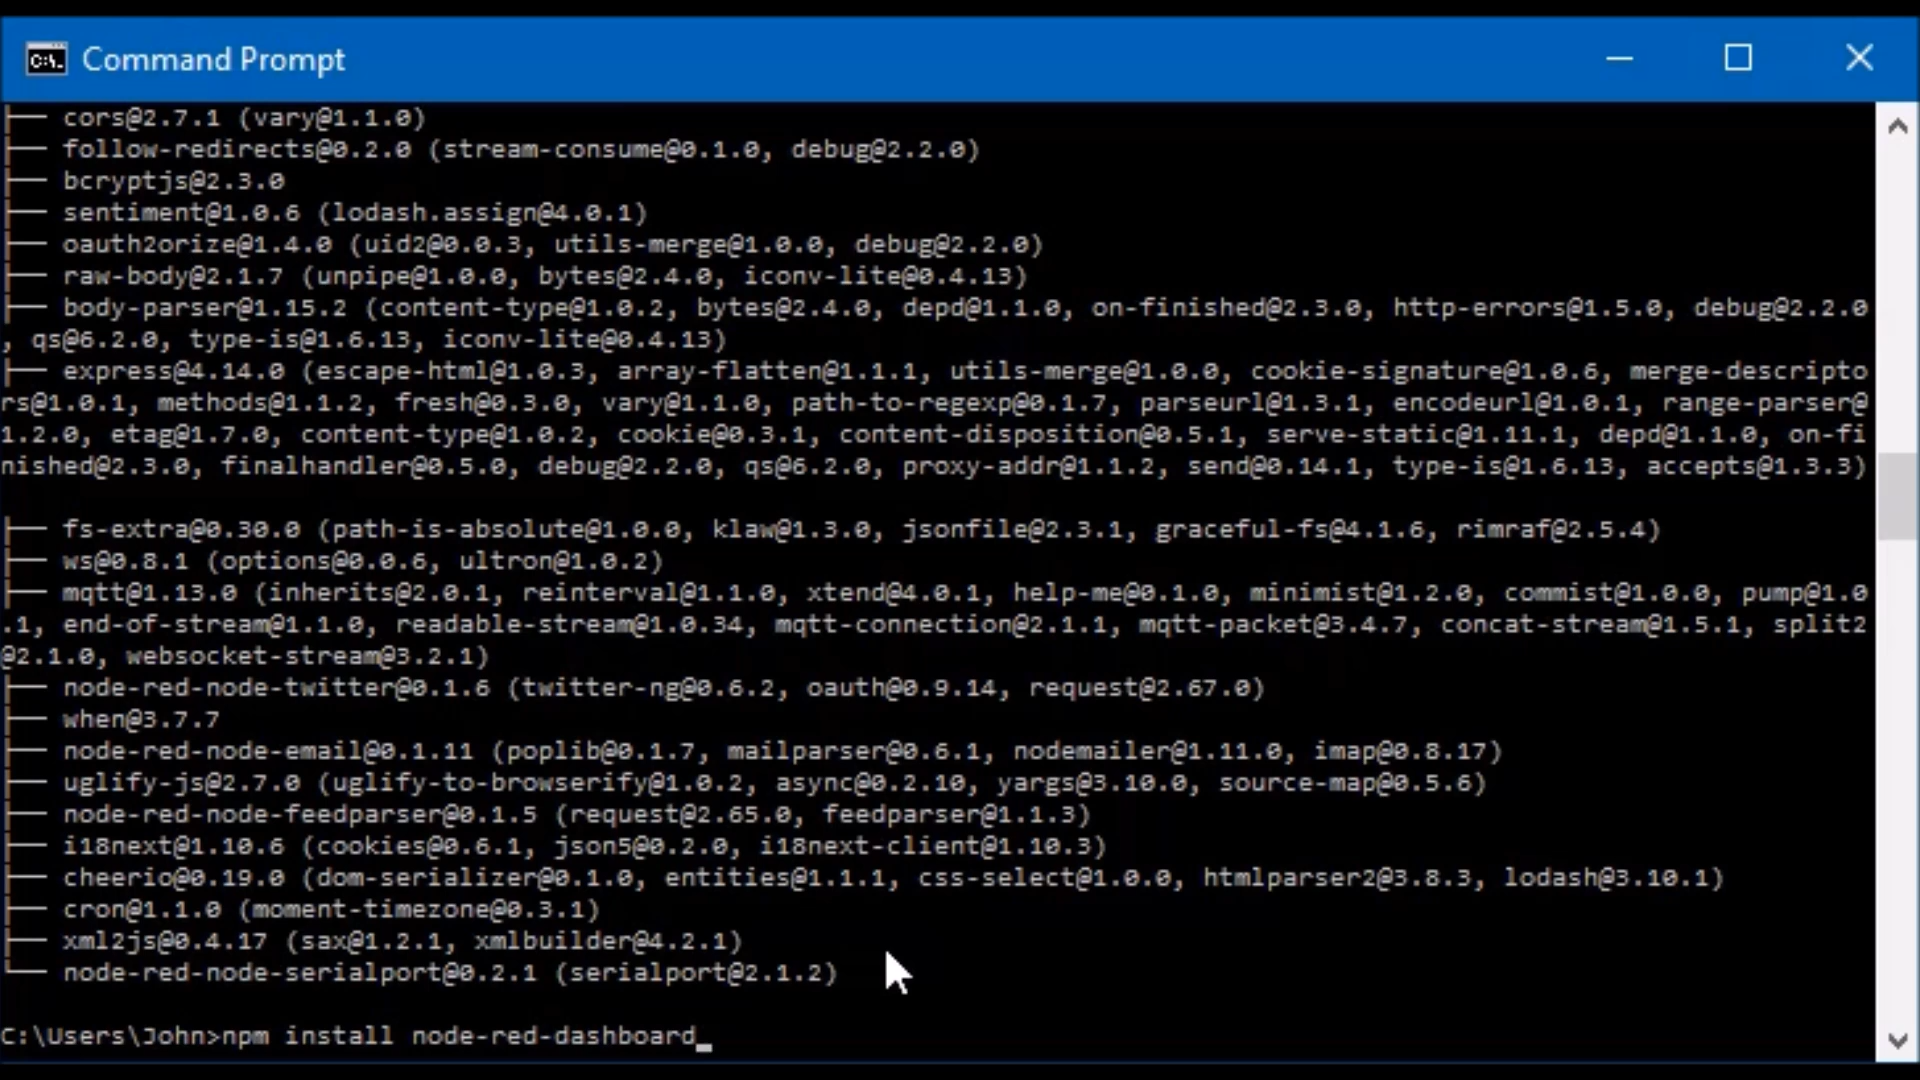 Command Prompt
├── cors@2.7.1 (vary@1.1.0)
├── follow-redirects@0.2.0 (stream-consume@0.1.0, debug@2.2.0)
├── bcryptjs@2.3.0
├── sentiment@1.0.6 (lodash.assign@4.0.1)
├── oauth2orize@1.4.0 (uid2@0.0.3, utils-merge@1.0.0, debug@2.2.0)
├── raw-body@2.1.7 (unpipe@1.0.0, bytes@2.4.0, iconv-lite@0.4.13)
├── body-parser@1.15.2 (content-type@1.0.2, bytes@2.4.0, depd@1.1.0, on-finished@2.3.0, http-errors@1.5.0, debug@2.2.0
, qs@6.2.0, type-is@1.6.13, iconv-lite@0.4.13)
├── express@4.14.0 (escape-html@1.0.3, array-flatten@1.1.1, utils-merge@1.0.0, cookie-signature@1.0.6, merge-descripto
rs@1.0.1, methods@1.1.2, fresh@0.3.0, vary@1.1.0, path-to-regexp@0.1.7, parseurl@1.3.1, encodeurl@1.0.1, range-parser@
1.2.0, etag@1.7.0, content-type@1.0.2, cookie@0.3.1, content-disposition@0.5.1, serve-static@1.11.1, depd@1.1.0, on-fi
nished@2.3.0, finalhandler@0.5.0, debug@2.2.0, qs@6.2.0, proxy-addr@1.1.2, send@0.14.1, type-is@1.6.13, accepts@1.3.3)
├── fs-extra@0.30.0 (path-is-absolute@1.0.0, klaw@1.3.0, jsonfile@2.3.1, graceful-fs@4.1.6, rimraf@2.5.4)
├── ws@0.8.1 (options@0.0.6, ultron@1.0.2)
├── mqtt@1.13.0 (inherits@2.0.1, reinterval@1.1.0, xtend@4.0.1, help-me@0.1.0, minimist@1.2.0, commist@1.0.0, pump@1.0
.1, end-of-stream@1.1.0, readable-stream@1.0.34, mqtt-connection@2.1.1, mqtt-packet@3.4.7, concat-stream@1.5.1, split2
@2.1.0, websocket-stream@3.2.1)
├── node-red-node-twitter@0.1.6 (twitter-ng@0.6.2, oauth@0.9.14, request@2.67.0)
├── when@3.7.7
├── node-red-node-email@0.1.11 (poplib@0.1.7, mailparser@0.6.1, nodemailer@1.11.0, imap@0.8.17)
├── uglify-js@2.7.0 (uglify-to-browserify@1.0.2, async@0.2.10, yargs@3.10.0, source-map@0.5.6)
├── node-red-node-feedparser@0.1.5 (request@2.65.0, feedparser@1.1.3)
├── i18next@1.10.6 (cookies@0.6.1, json5@0.2.0, i18next-client@1.10.3)
├── cheerio@0.19.0 (dom-serializer@0.1.0, entities@1.1.1, css-select@1.0.0, htmlparser2@3.8.3, lodash@3.10.1)
├── cron@1.1.0 (moment-timezone@0.3.1)
├── xml2js@0.4.17 (sax@1.2.1, xmlbuilder@4.2.1)
└── node-red-node-serialport@0.2.1 (serialport@2.1.2)
C:\Users\John>npm install node-red-dashboard_